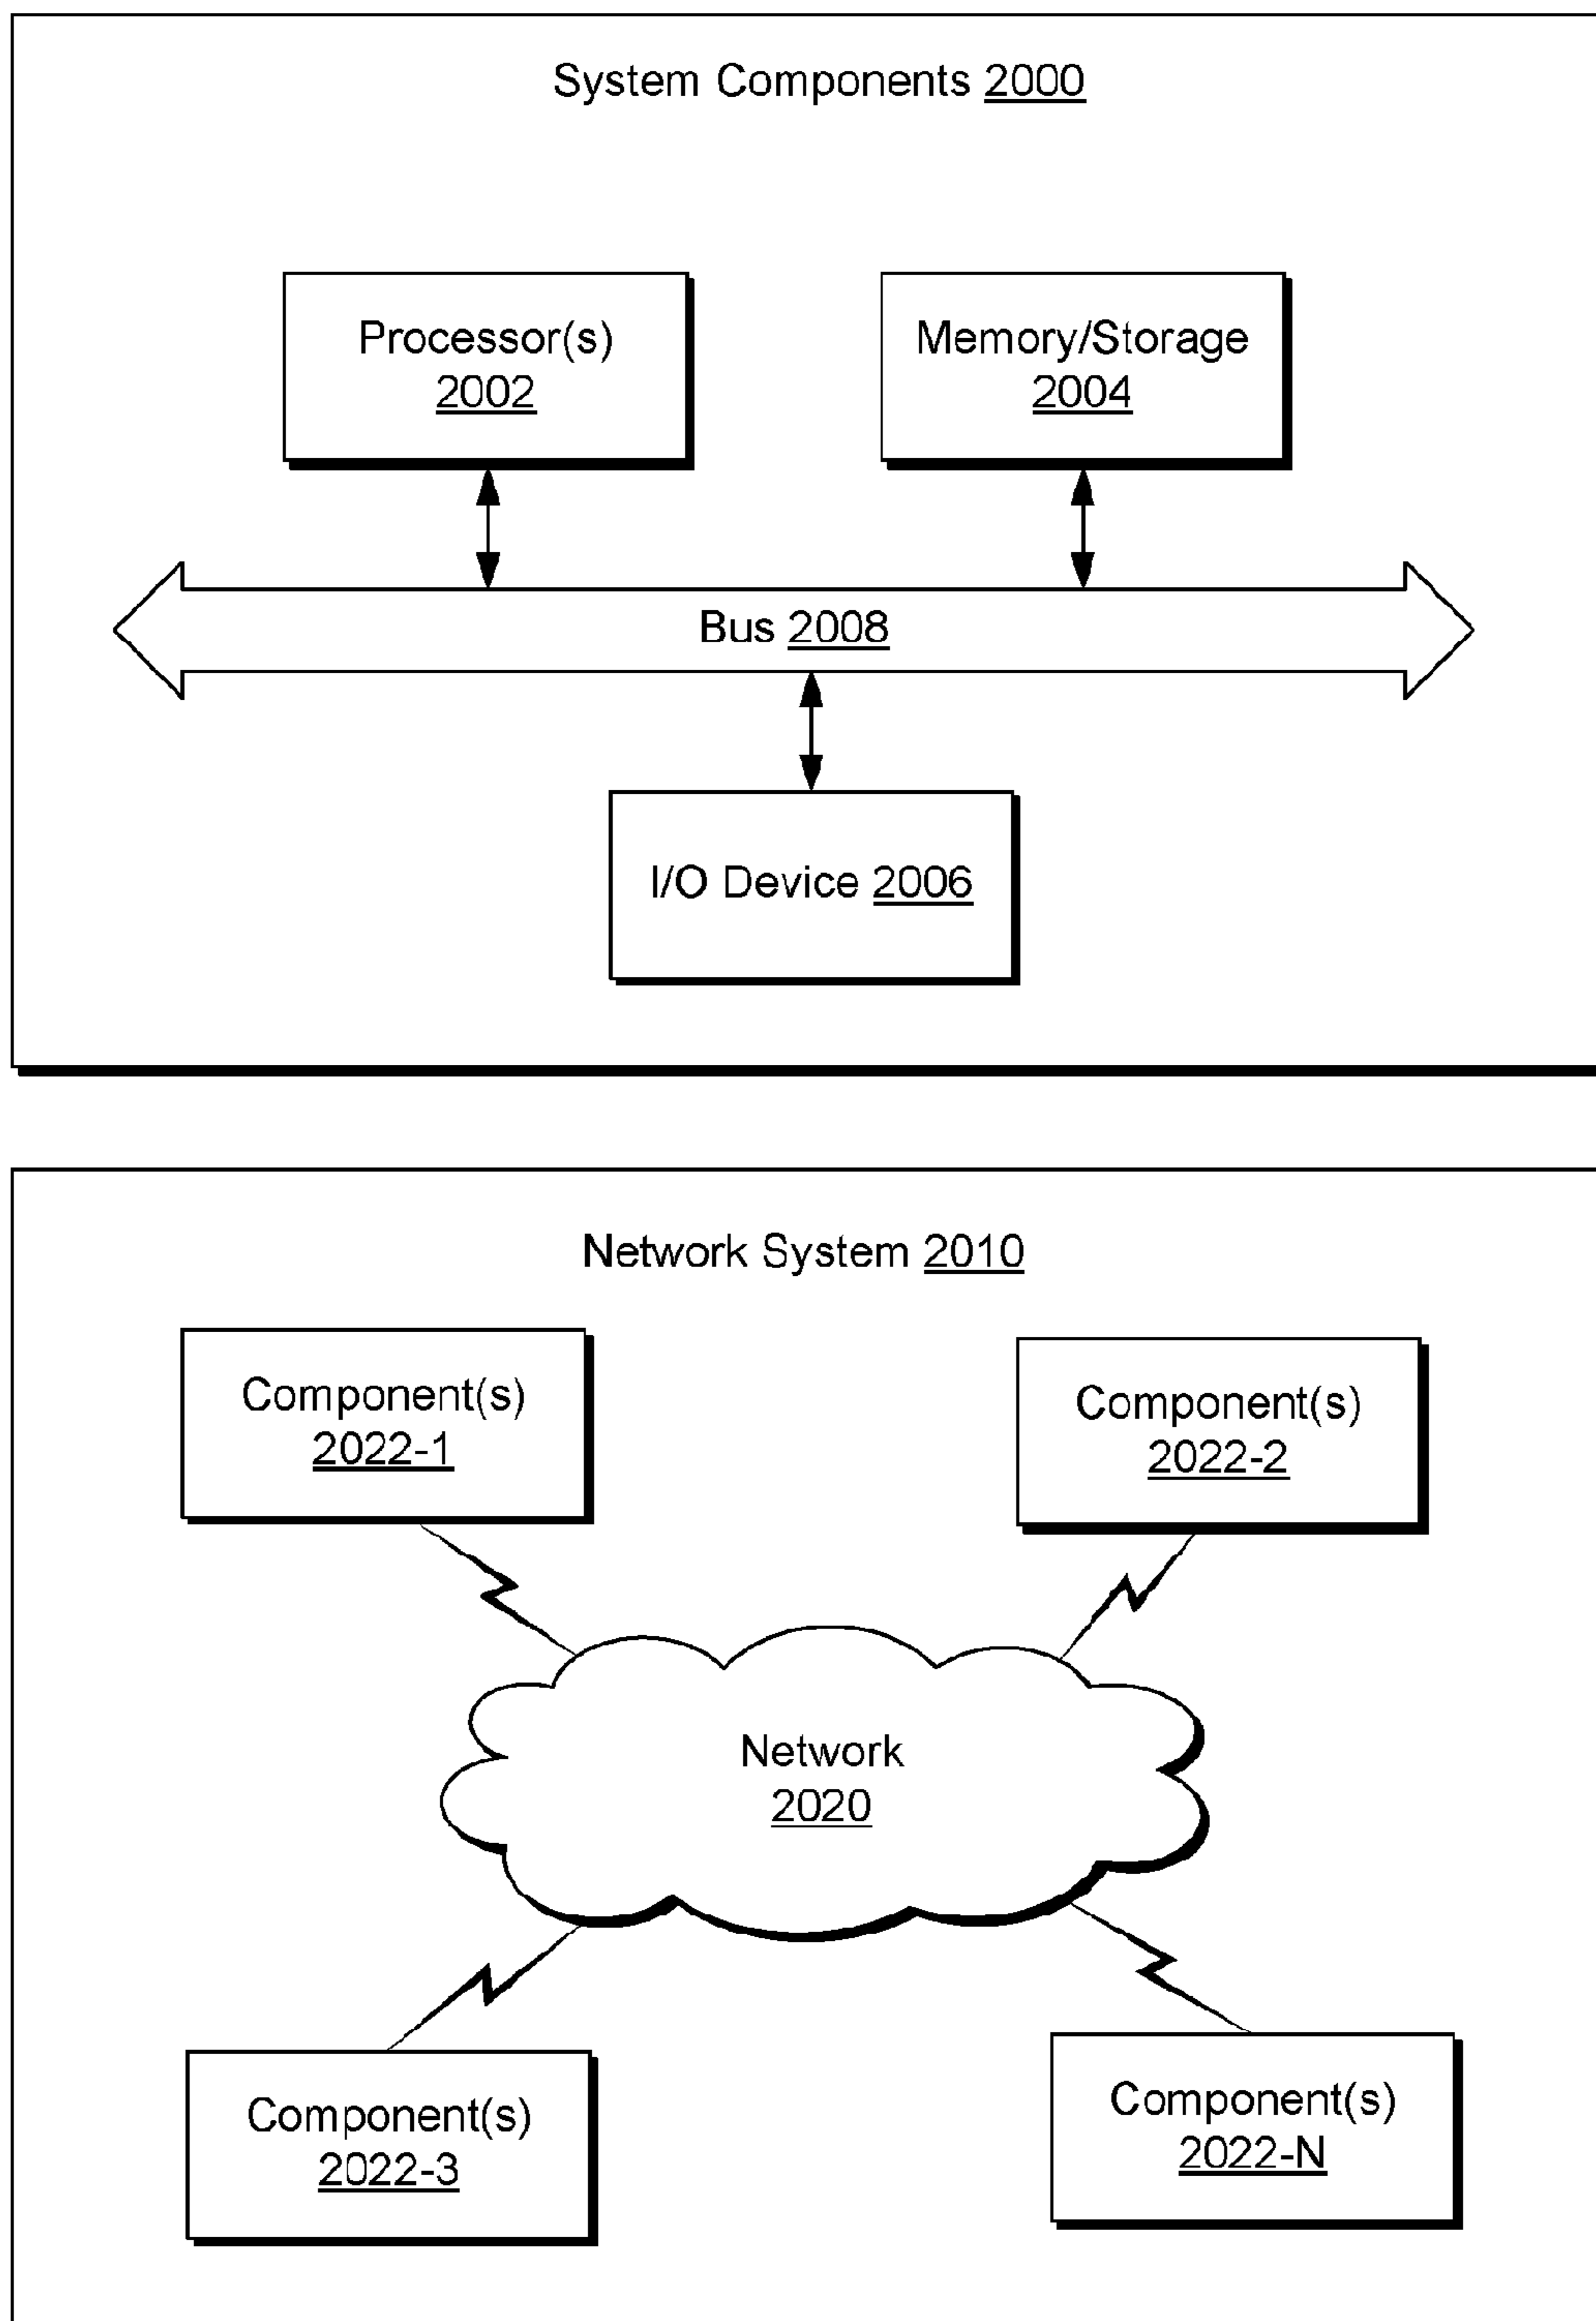 System Components 2000
Processor(s)
2002
Memory/Storage
2004
Bus 2008
I/O Device 2006
Network System 2010
Component(s)
2022-1
Component(s)
2022-2
Network
2020
Component(s)
2022-3
Component(s)
2022-N